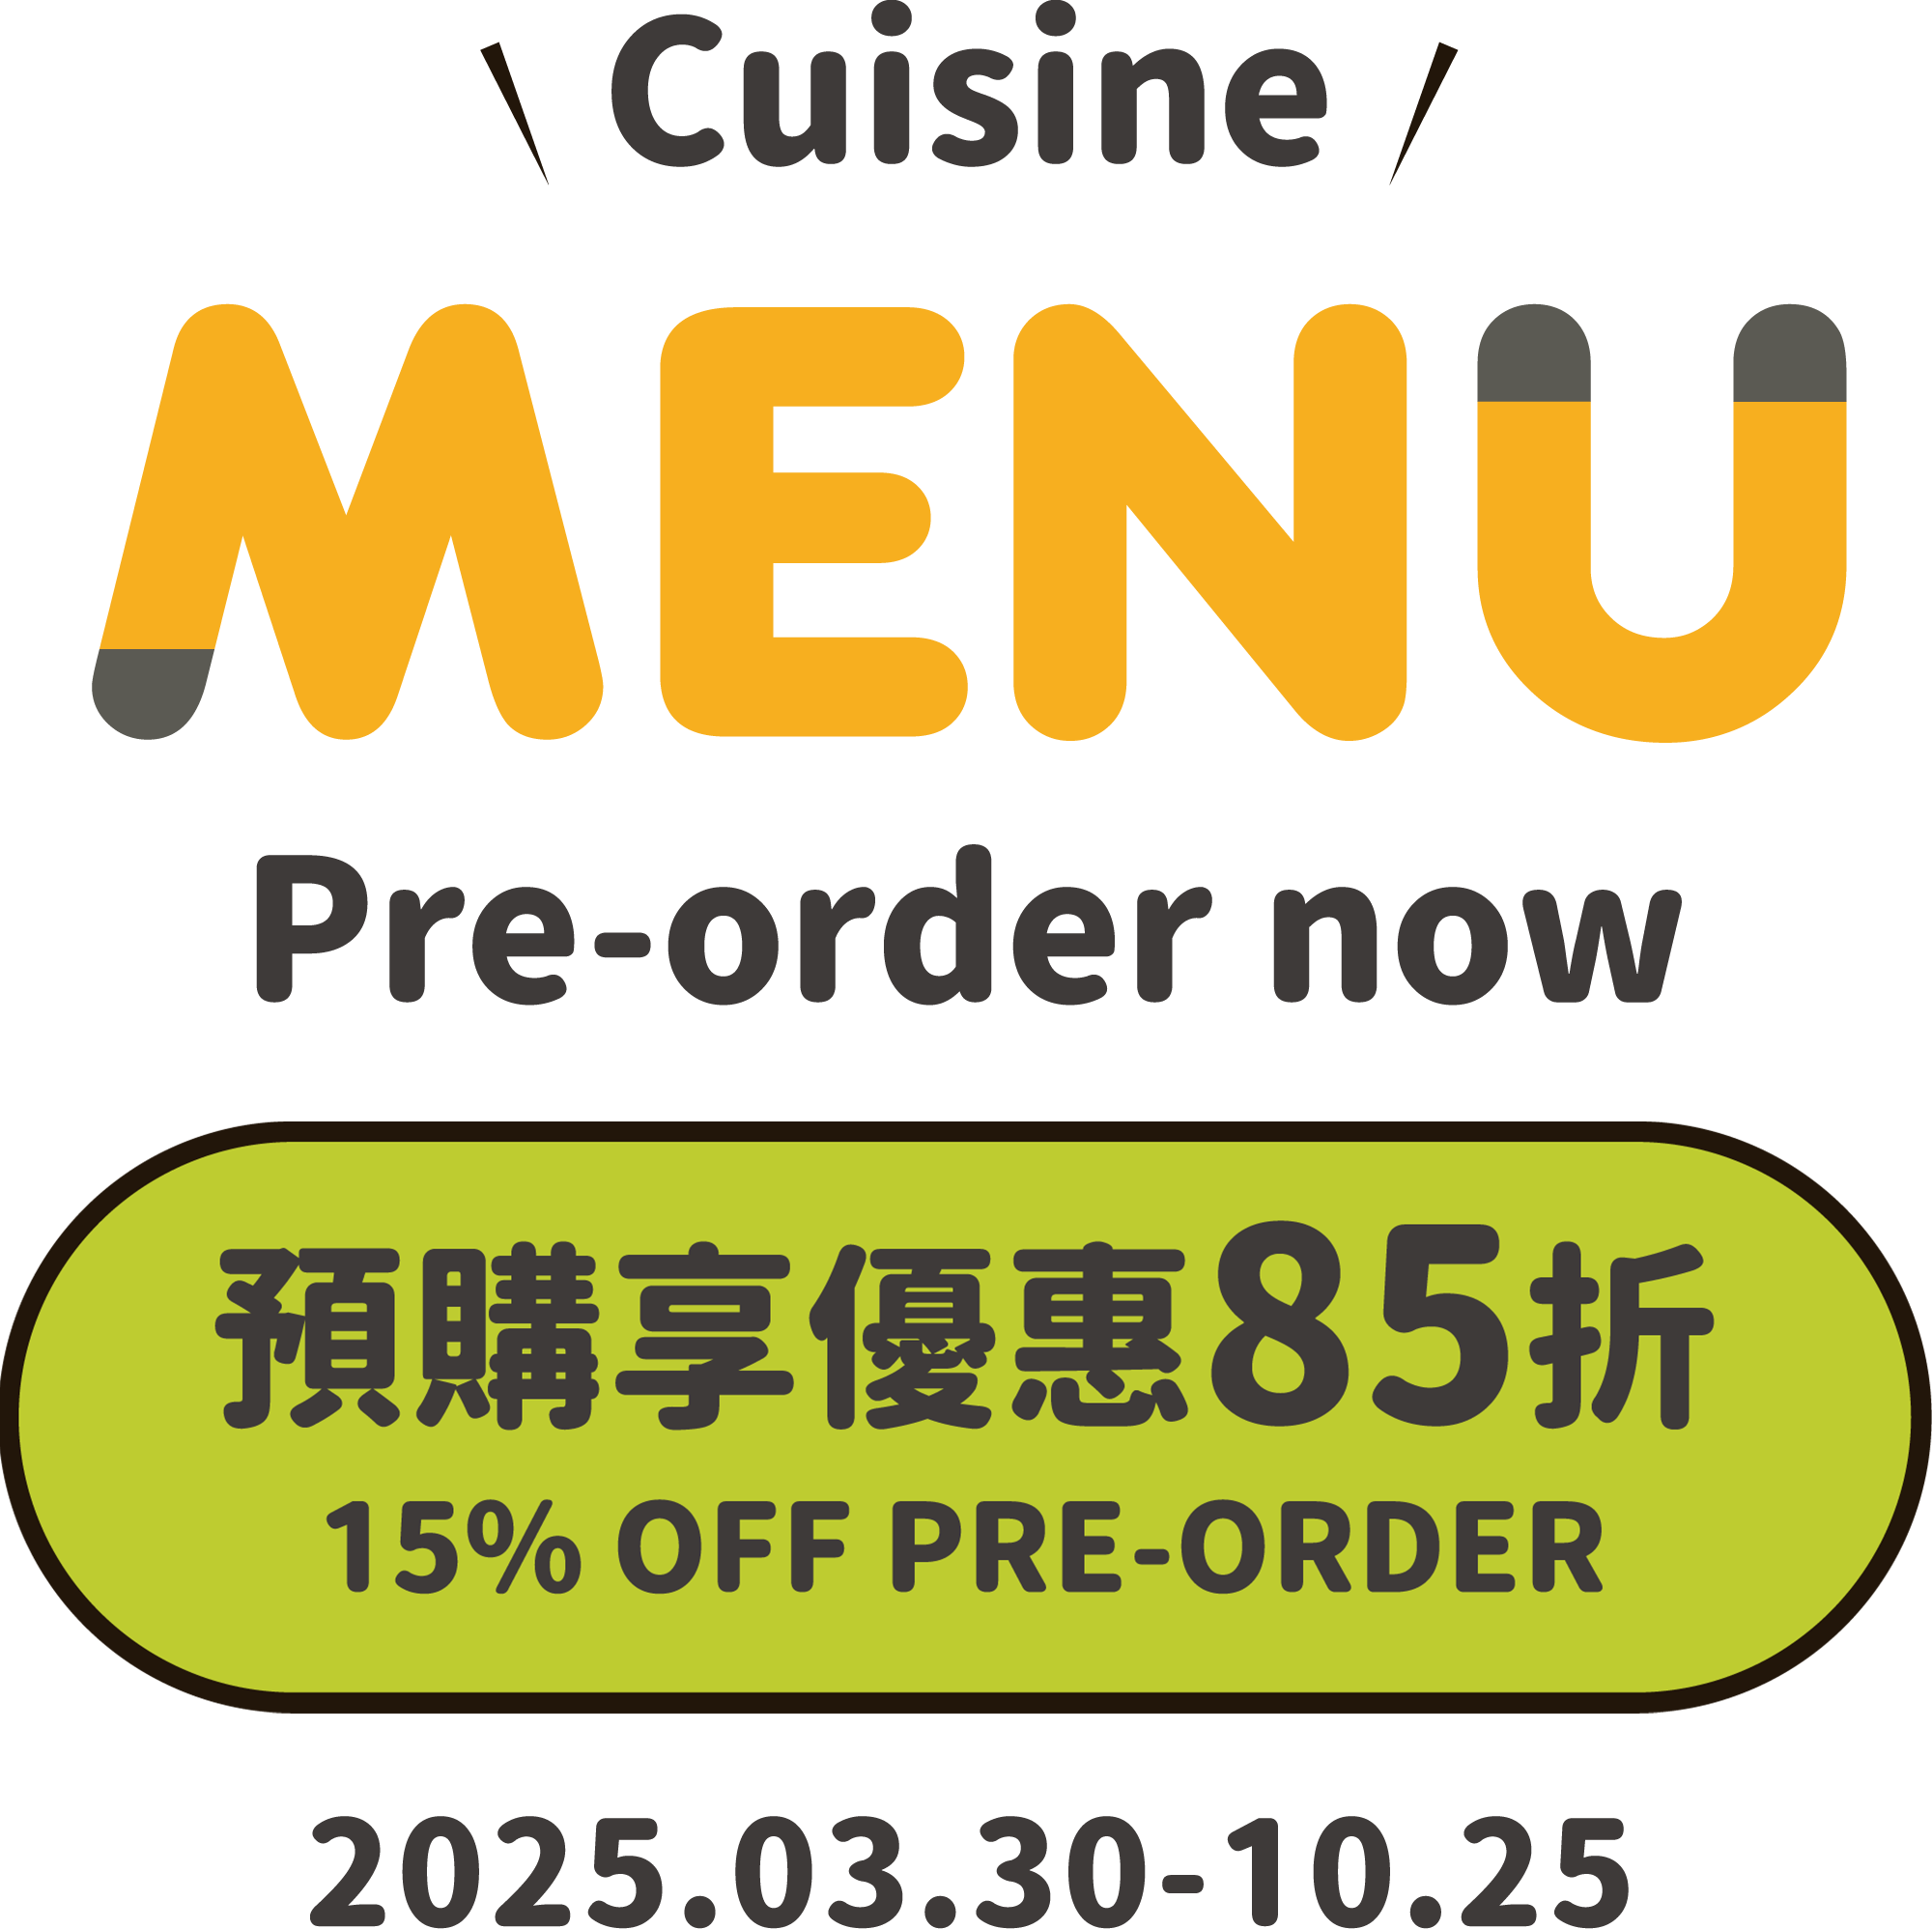 Cuisine
MENU
Pre-order now
預購享優惠85折
15% OFF PRE-ORDER
2025.03.30-10.25